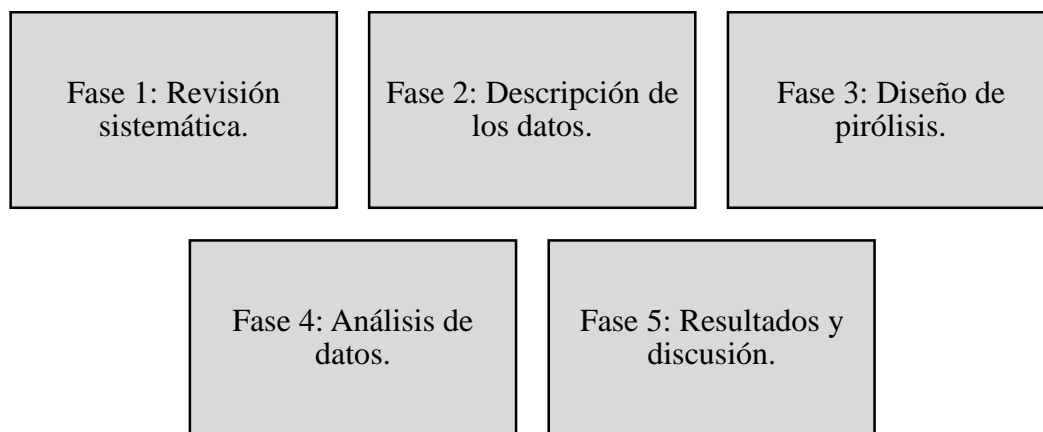 Fase 1: Revisión
sistemática.
Fase 2: Descripción de
los datos.
Fase 3: Diseño de
pirólisis.
Fase 4: Análisis de
datos.
Fase 5: Resultados y
discusión.